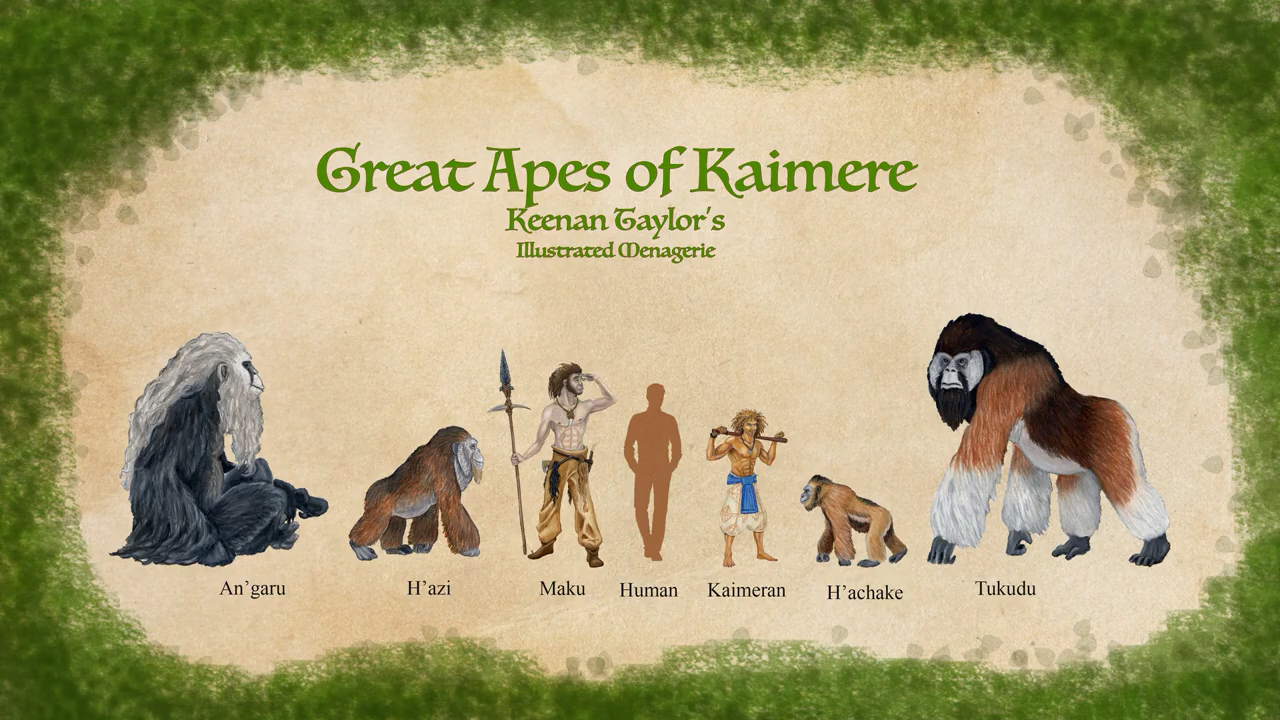 Great Apes of Kaimere
Keenan Taylor's
Illustrated Menagerie
An'garu
H'azi
Maku
Human
Kaimeran
H'achake
Tukudu